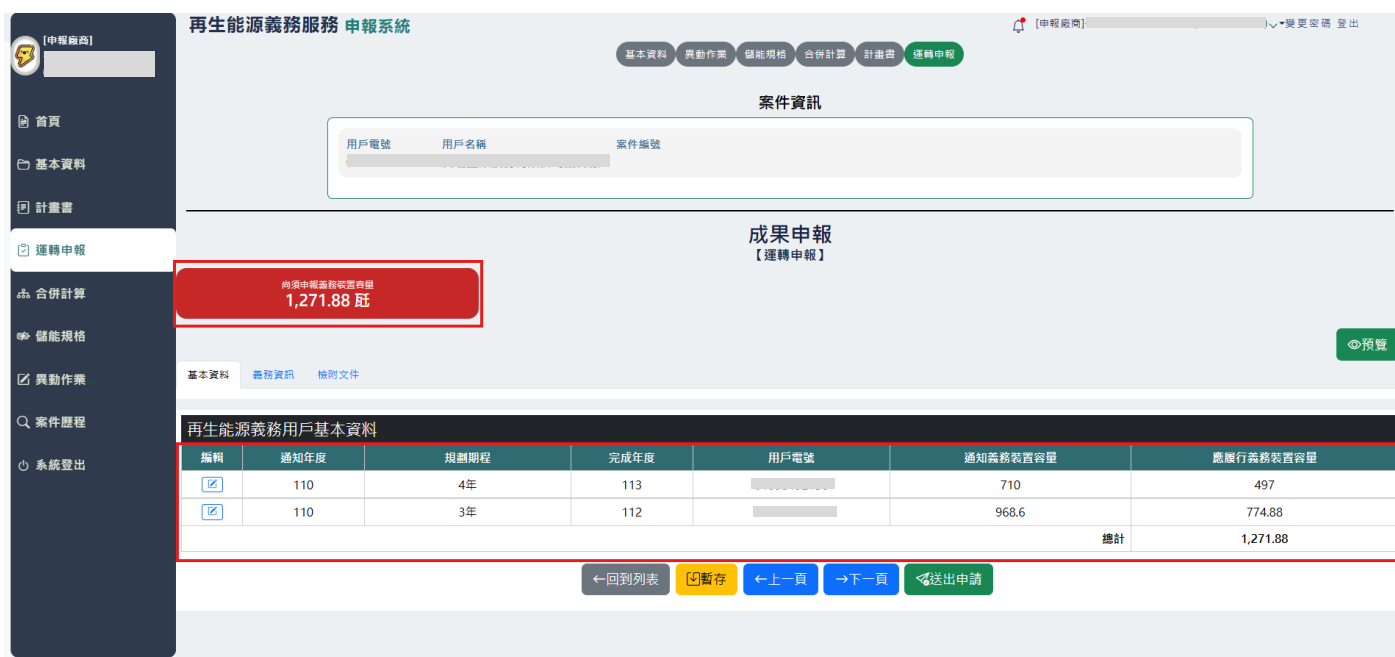 [申報廠商]
首頁
基本資料
計畫書
運轉申報
合併計算
儲能規格
異動作業
案件歷程
系統登出
再生能源義務服務 申報系統
[申報廠商] 變更密碼 登出
基本資料 異動作業 儲能規格 合併計算 計畫書 運轉申報
案件資訊
用戶電號 用戶名稱 案件編號
成果申報
【運轉申報】
尚須申報義務裝置容量
1,271.88 瓩
預覽
基本資料 義務資訊 檢附文件
再生能源義務用戶基本資料
編輯 通知年度 規劃期程 完成年度 用戶電號 通知義務裝置容量 應履行義務裝置容量
110 4年 113 710 497
110 3年 112 968.6 774.88
總計 1,271.88
←回到列表 暫存 ←上一頁 →下一頁 送出申請